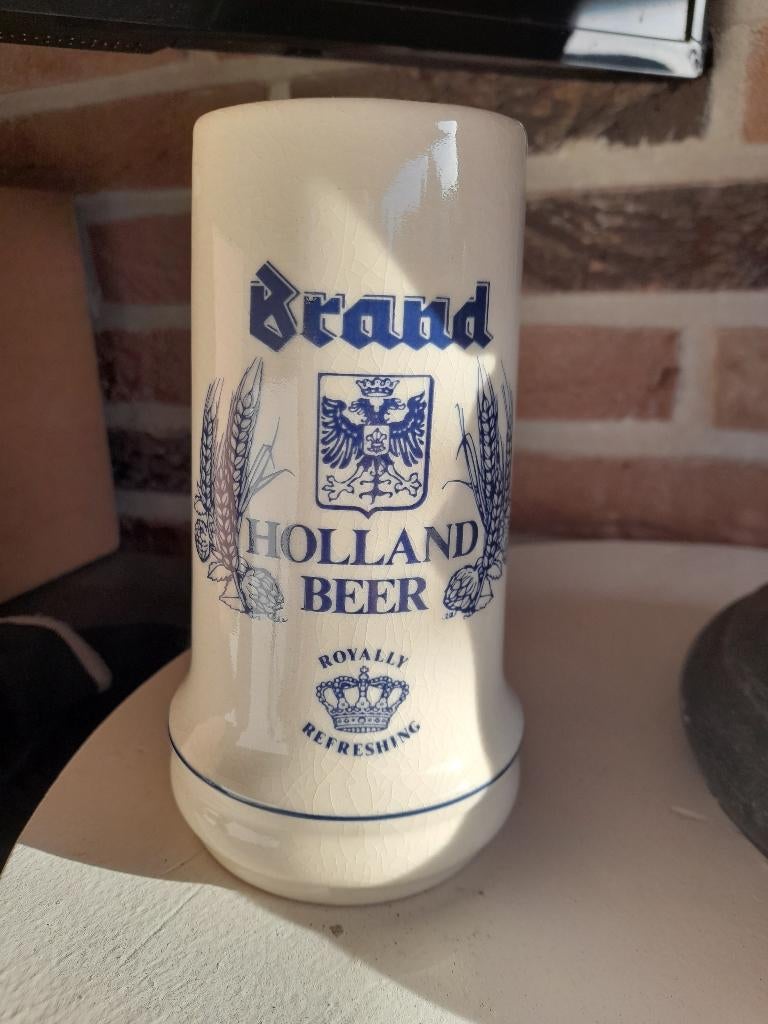 Brand
HOLLAND
BEER
ROYALLY
REFRESHING